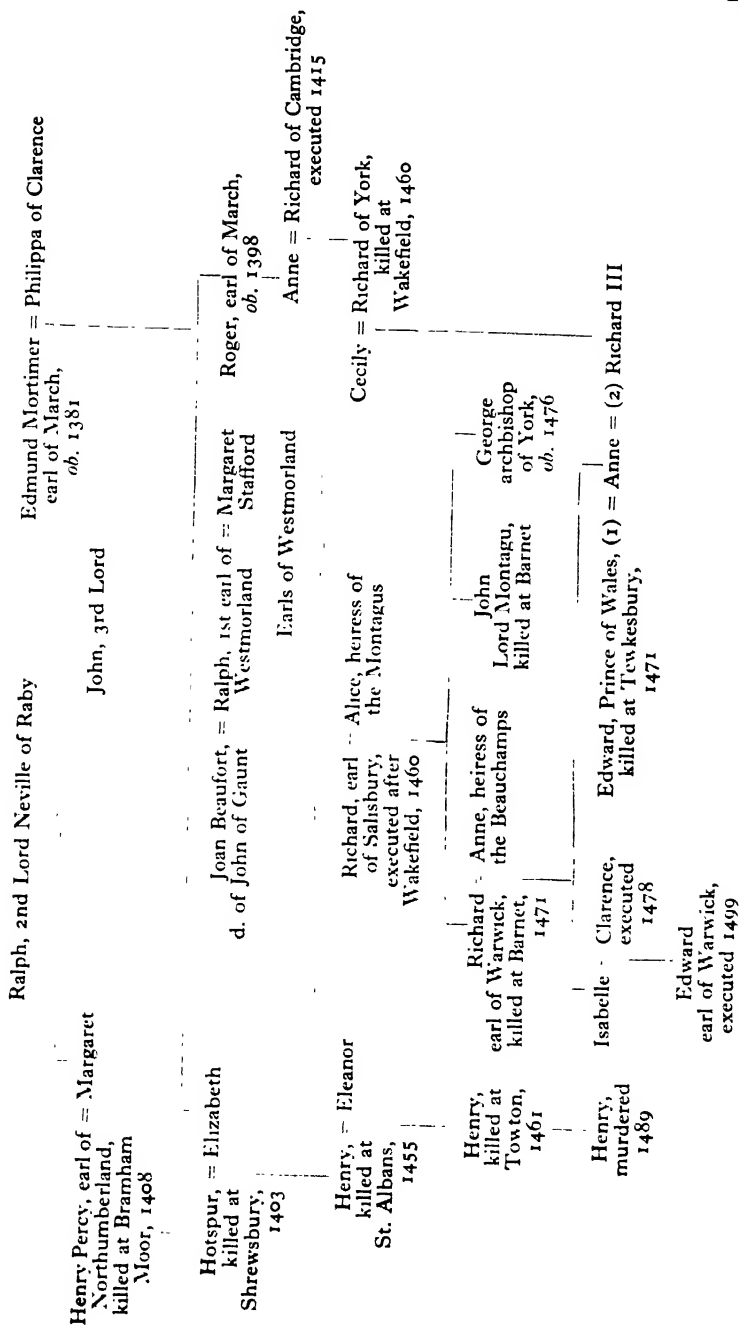 Ralph, 2nd Lord Neville of Raby
Henry Percy, earl of = Margaret
Northumberland,
killed at Bramham
Moor, 1408
John, 3rd Lord
Edmund Mortimer = Philippa of Clarence
earl of March,
ob. 1381
Hotspur, = Elizabeth
killed at
Shrewsbury,
1403
Joan Beaufort, = Ralph, 1st earl of = Margaret
d. of John of Gaunt
Westmorland
Stafford
Roger, earl of March,
ob. 1398
Earls of Westmorland
Anne = Richard of Cambridge,
executed 1415
Henry, = Eleanor
killed at
St. Albans,
1455
Richard, earl -- Alice, heiress of
of Salisbury,
the Montagus
executed after
Wakefield, 1460
Cecily = Richard of York,
killed at
Wakefield, 1460
Henry,
killed at
Towton,
1461
Richard - Anne, heiress of
earl of Warwick,
the Beauchamps
killed at Barnet,
1471
John
Lord Montagu,
killed at Barnet
George
archbishop
of York,
ob. 1476
Henry,
murdered
1489
Isabelle - Clarence,
executed
1478
Edward, Prince of Wales, (1) = Anne = (2) Richard III
killed at Tewkesbury,
1471
Edward
earl of Warwick,
executed 1499